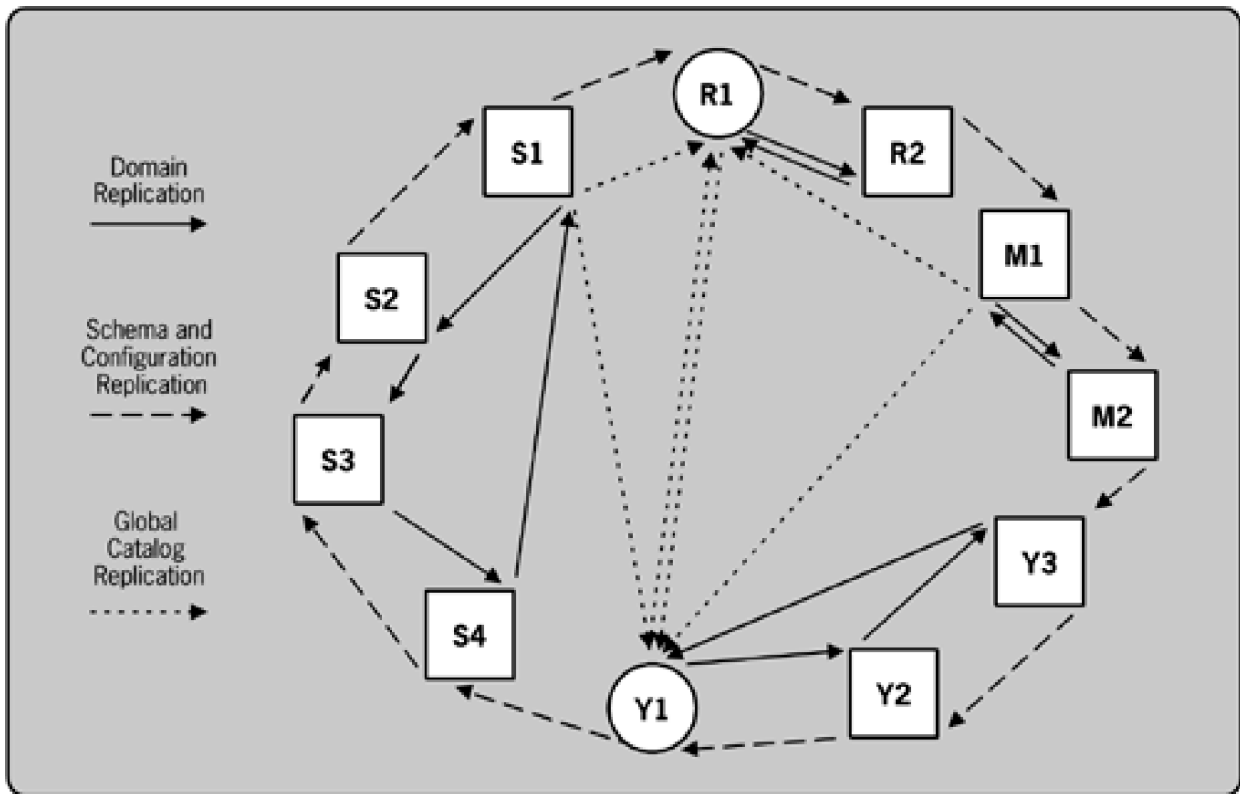 Domain
Replication
Schema and
Configuration
Replication
Global
Catalog
Replication
R1
R2
S1
M1
S2
M2
S3
Y3
S4
Y2
Y1